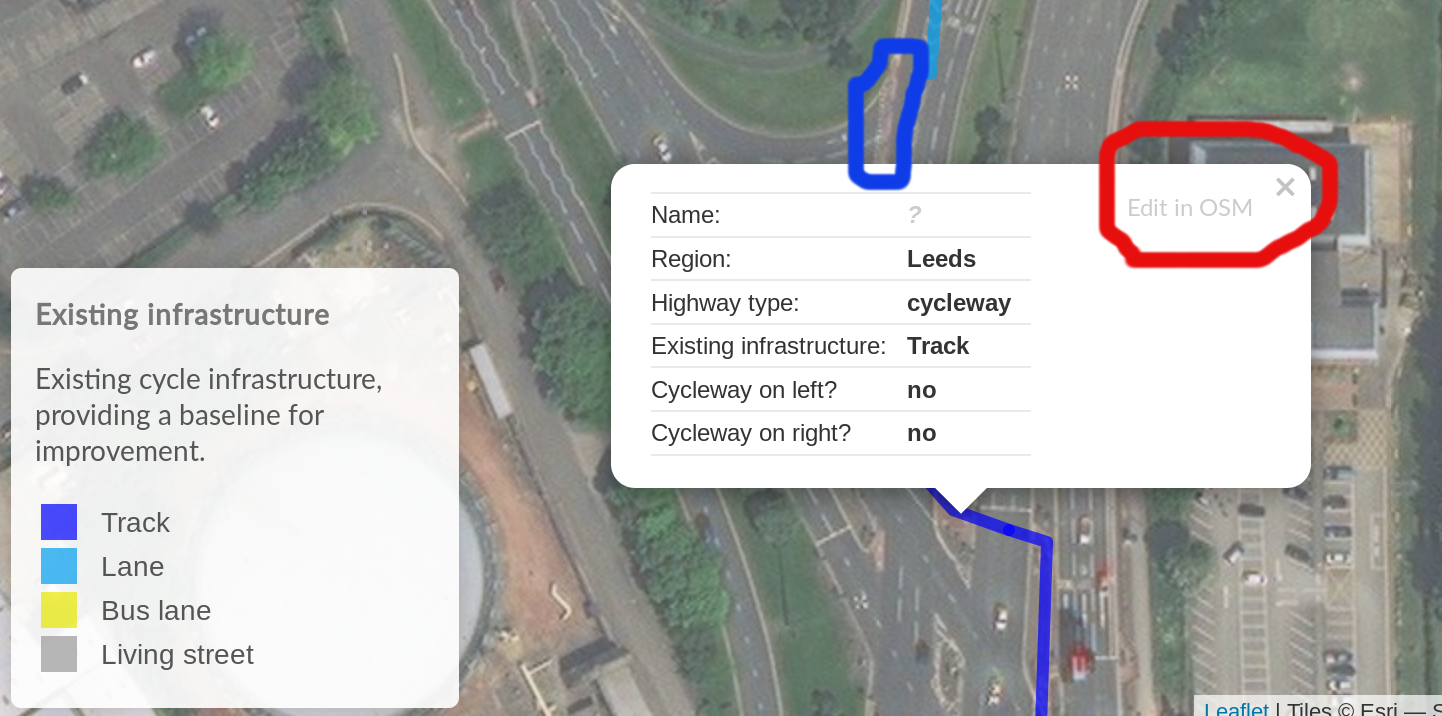 Edit in OSM ✕
Name: ?
Region: Leeds
Highway type: cycleway
Existing infrastructure: Track
Cycleway on left? no
Cycleway on right? no
Existing infrastructure
Existing cycle infrastructure,
providing a baseline for
improvement.
Track
Lane
Bus lane
Living street
Leaflet | Tiles © Esri —